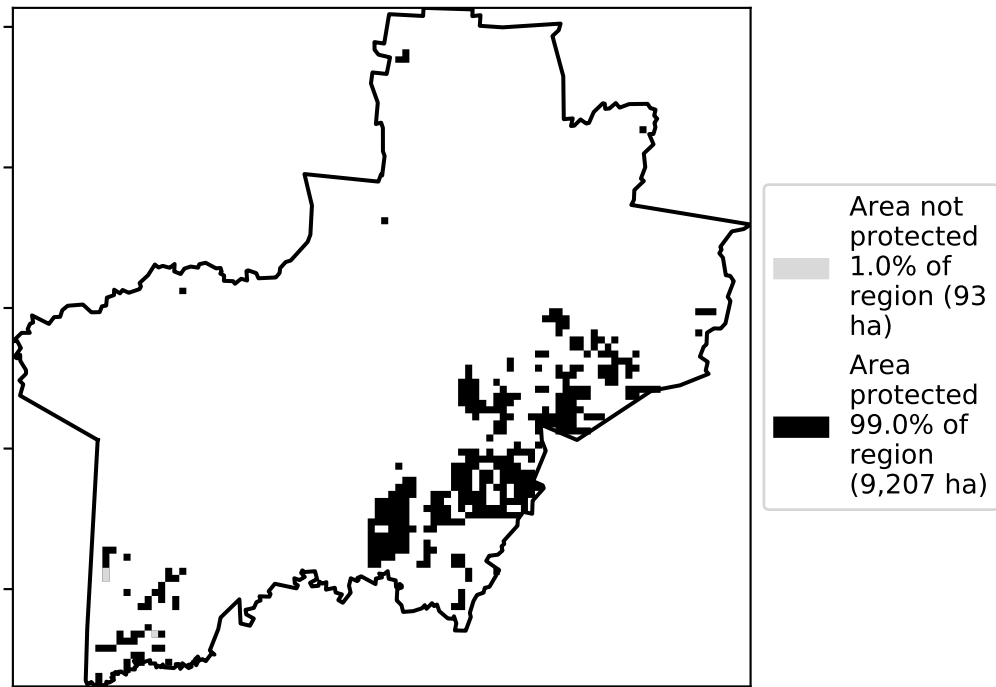 Area not
protected
1.0% of
region (93
ha)
Area
protected
99.0% of
region
(9,207 ha)